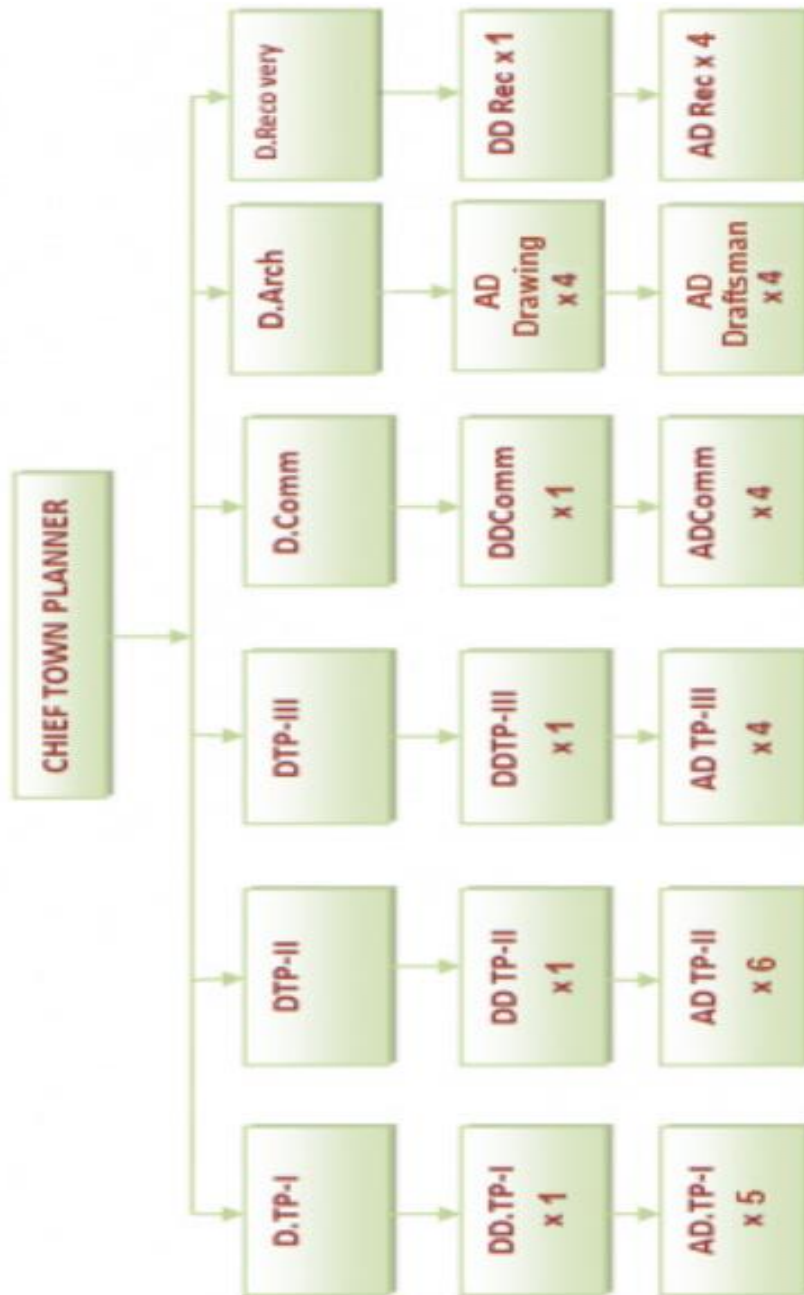 CHIEF TOWN PLANNER
D.TP-I
DTP-II
DTP-III
D.Comm
D.Arch
D.Reco very
DD.TP-I
x 1
DD TP-II
x 1
DDTP-III
x 1
DDComm
x 1
AD
Drawing
x 4
DD Rec x 1
AD.TP-I
x 5
AD TP-II
x 6
AD TP-III
x 4
ADComm
x 4
AD
Draftsman
x 4
AD Rec x 4